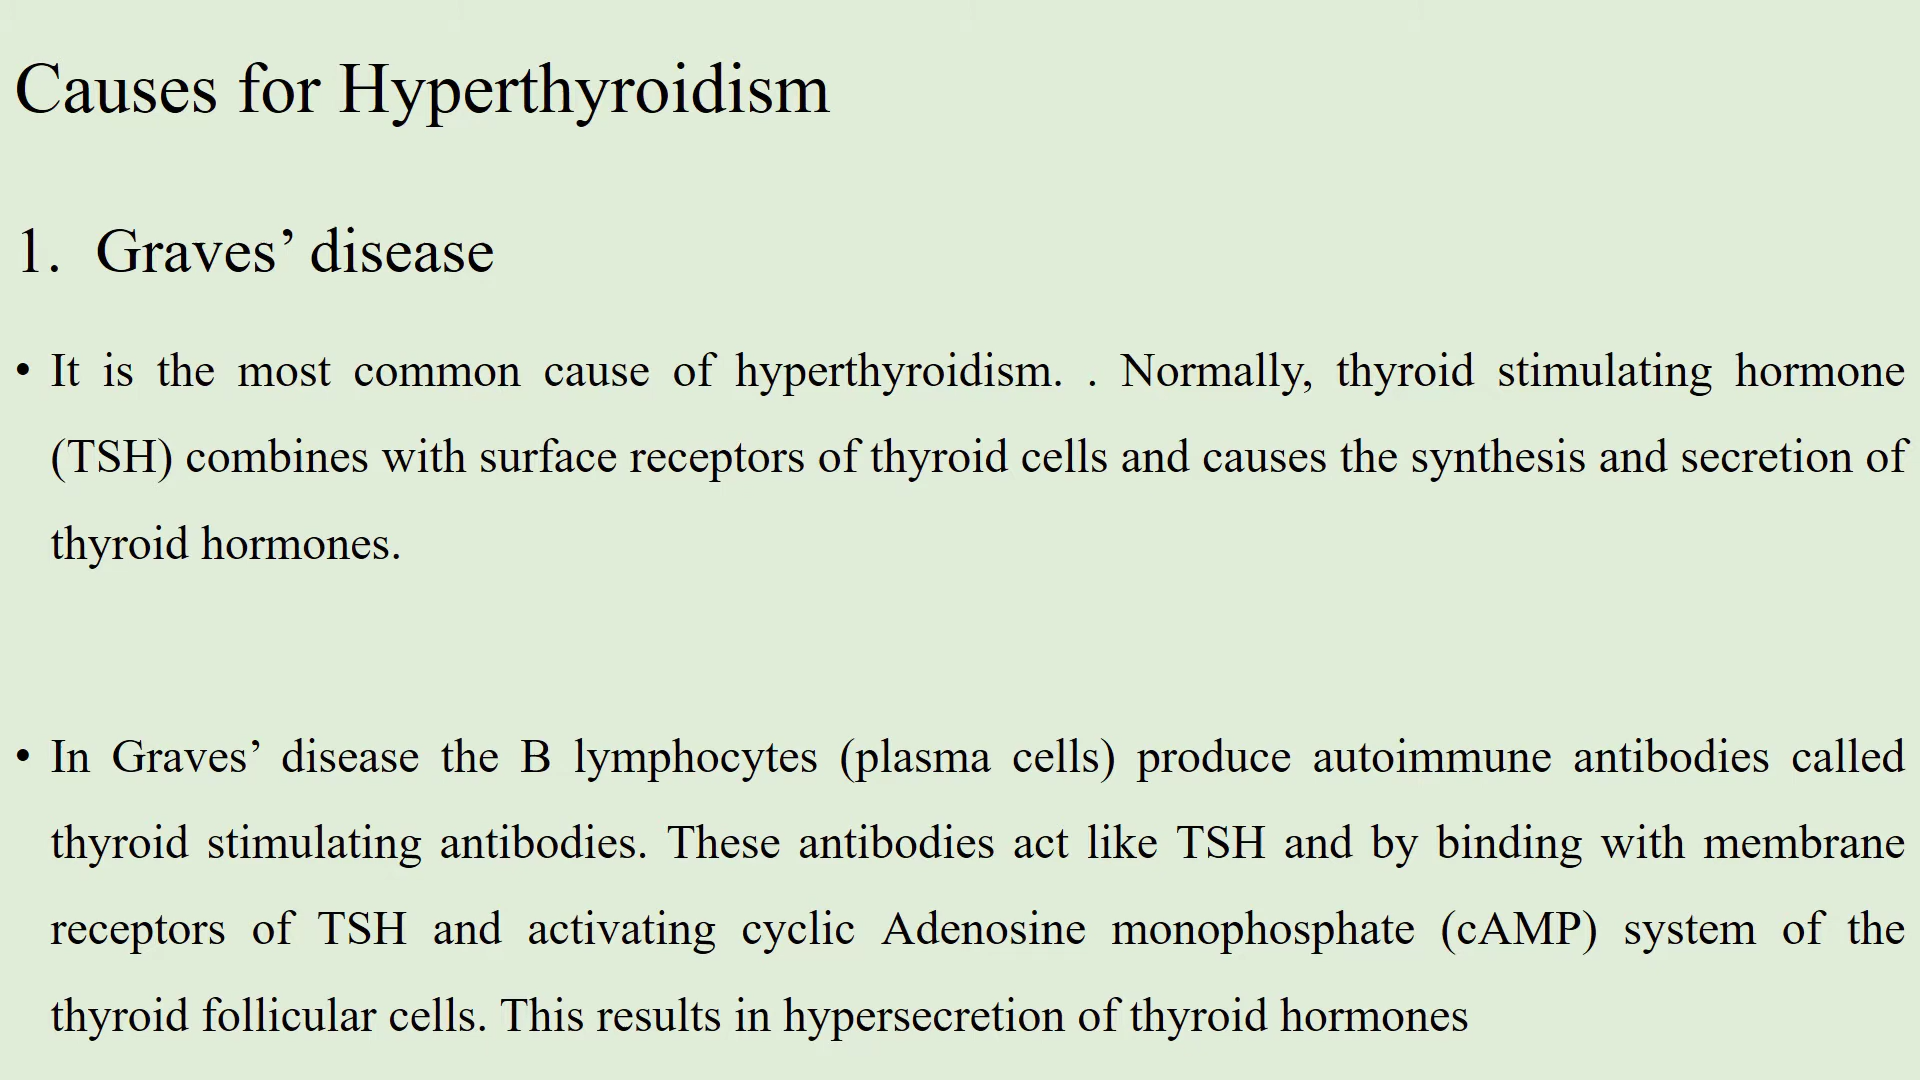 Causes for Hyperthyroidism
1. Graves’ disease
• It is the most common cause of hyperthyroidism. . Normally, thyroid stimulating hormone
(TSH) combines with surface receptors of thyroid cells and causes the synthesis and secretion of
thyroid hormones.
• In Graves’ disease the B lymphocytes (plasma cells) produce autoimmune antibodies called
thyroid stimulating antibodies. These antibodies act like TSH and by binding with membrane
receptors of TSH and activating cyclic Adenosine monophosphate (cAMP) system of the
thyroid follicular cells. This results in hypersecretion of thyroid hormones